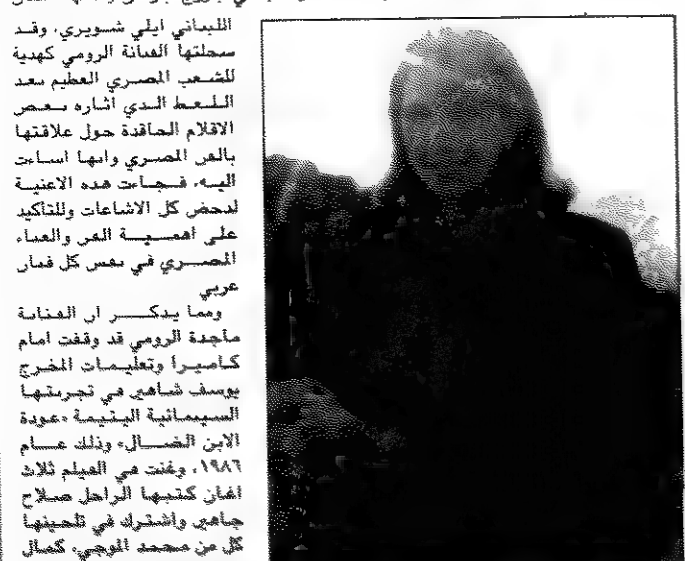 اللبناني ايلي شويري، وقد
سجلتها الفنانة الرومي كهدية
للشعب المصري العظيم بعد
اللغط الذي اثاره بعض
الاقلام الحاقدة حول علاقتها
بالفن المصري وانها اساءت
اليه، فجاءت هذه الاغنية
لدحض كل الاشاعات وللتأكيد
على اهمية الفن والغناء
المصري في نفس كل فنان
عربي
ومما يذكر ان الفنانة
ماجدة الرومي قد وقفت امام
كاميرا وتعليمات المخرج
يوسف شاهين في تجربتها
السينمائية اليتيمة «عودة
الابن الضال» وذلك عام
١٩٨٦، وغنت في الفيلم ثلاث
اغان كتبها الراحل صلاح
جاهين واشترك في تلحينها
كل من محمد الموجي، كمال